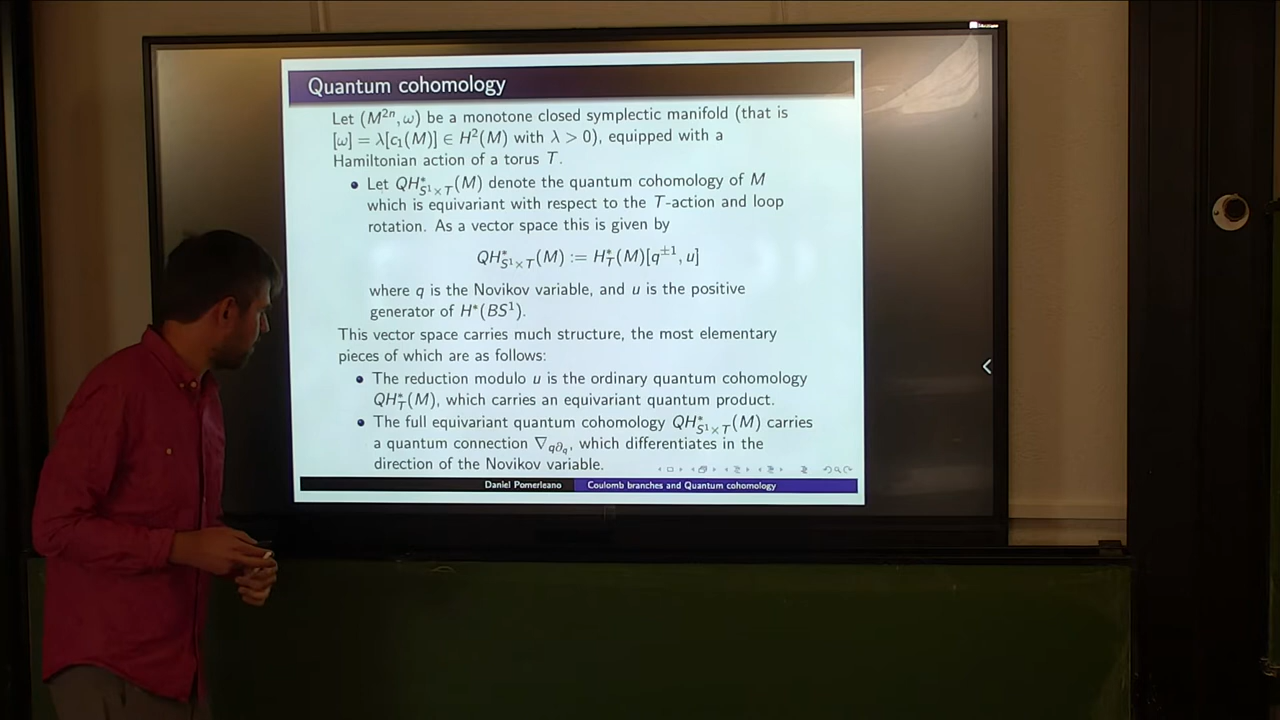 Quantum cohomology
Let (M²ⁿ, ω) be a monotone closed symplectic manifold (that is
[ω] = λ[c₁(M)] ∈ H²(M) with λ > 0), equipped with a
Hamiltonian action of a torus T.
• Let QH*_{S¹×T}(M) denote the quantum cohomology of M
which is equivariant with respect to the T-action and loop
rotation. As a vector space this is given by
QH*_{S¹×T}(M) := H*_T(M)[q^{±1}, u]
where q is the Novikov variable, and u is the positive
generator of H*(BS¹).
This vector space carries much structure, the most elementary
pieces of which are as follows:
• The reduction modulo u is the ordinary quantum cohomology
QH*_T(M), which carries an equivariant quantum product.
• The full equivariant quantum cohomology QH*_{S¹×T}(M) carries
a quantum connection ∇_{q∂_q}, which differentiates in the
direction of the Novikov variable.
Daniel Pomerleano Coulomb branches and Quantum cohomology